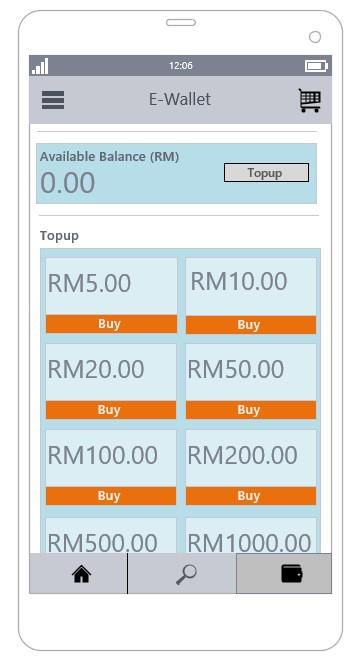 12:06
E-Wallet
Available Balance (RM)
0.00
Topup
Topup
RM5.00
RM10.00
Buy
Buy
RM20.00
RM50.00
Buy
Buy
RM100.00
RM200.00
Buy
Buy
RM500.00
RM1000.00